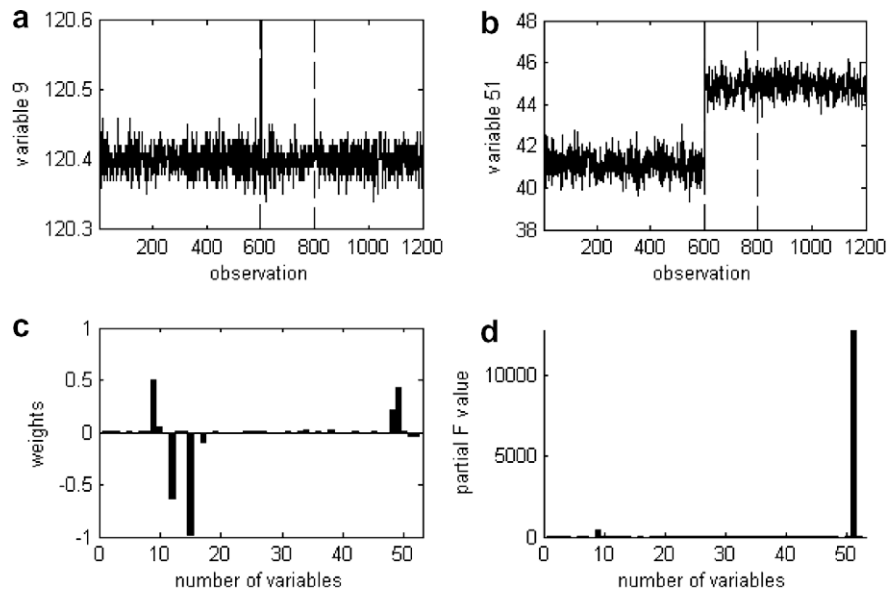 a
120.6
120.5
120.4
120.3
variable 9
200 400 600 800 1000 1200
observation
b
46
44
42
40
38
variable 51
200 400 600 800 1000 1200
observation
c
1
0.5
0
-0.5
-1
weights
0 10 20 30 40 50
number of variables
d
10000
5000
0
partial F value
0 10 20 30 40 50
number of variables